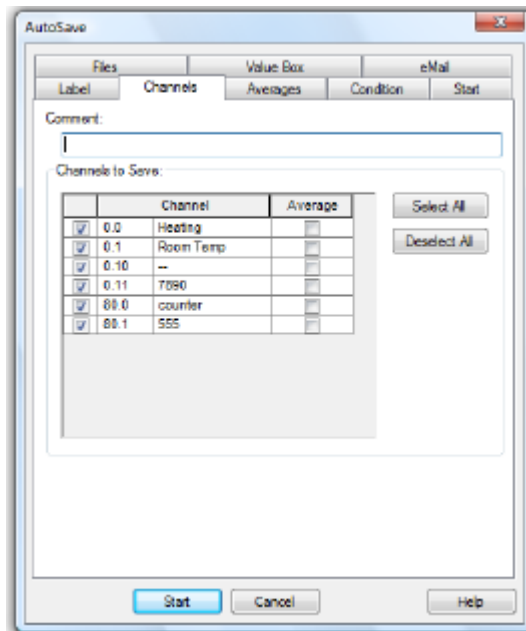 AutoSave
Files Value Box eMail
Label Channels Averages Condition Start
Comment:
Channels to Save:
Channel Average
0.0 Heating
0.1 Room Temp
0.10 --
0.11 7890
80.0 counter
80.1 555
Select All
Deselect All
Start Cancel Help